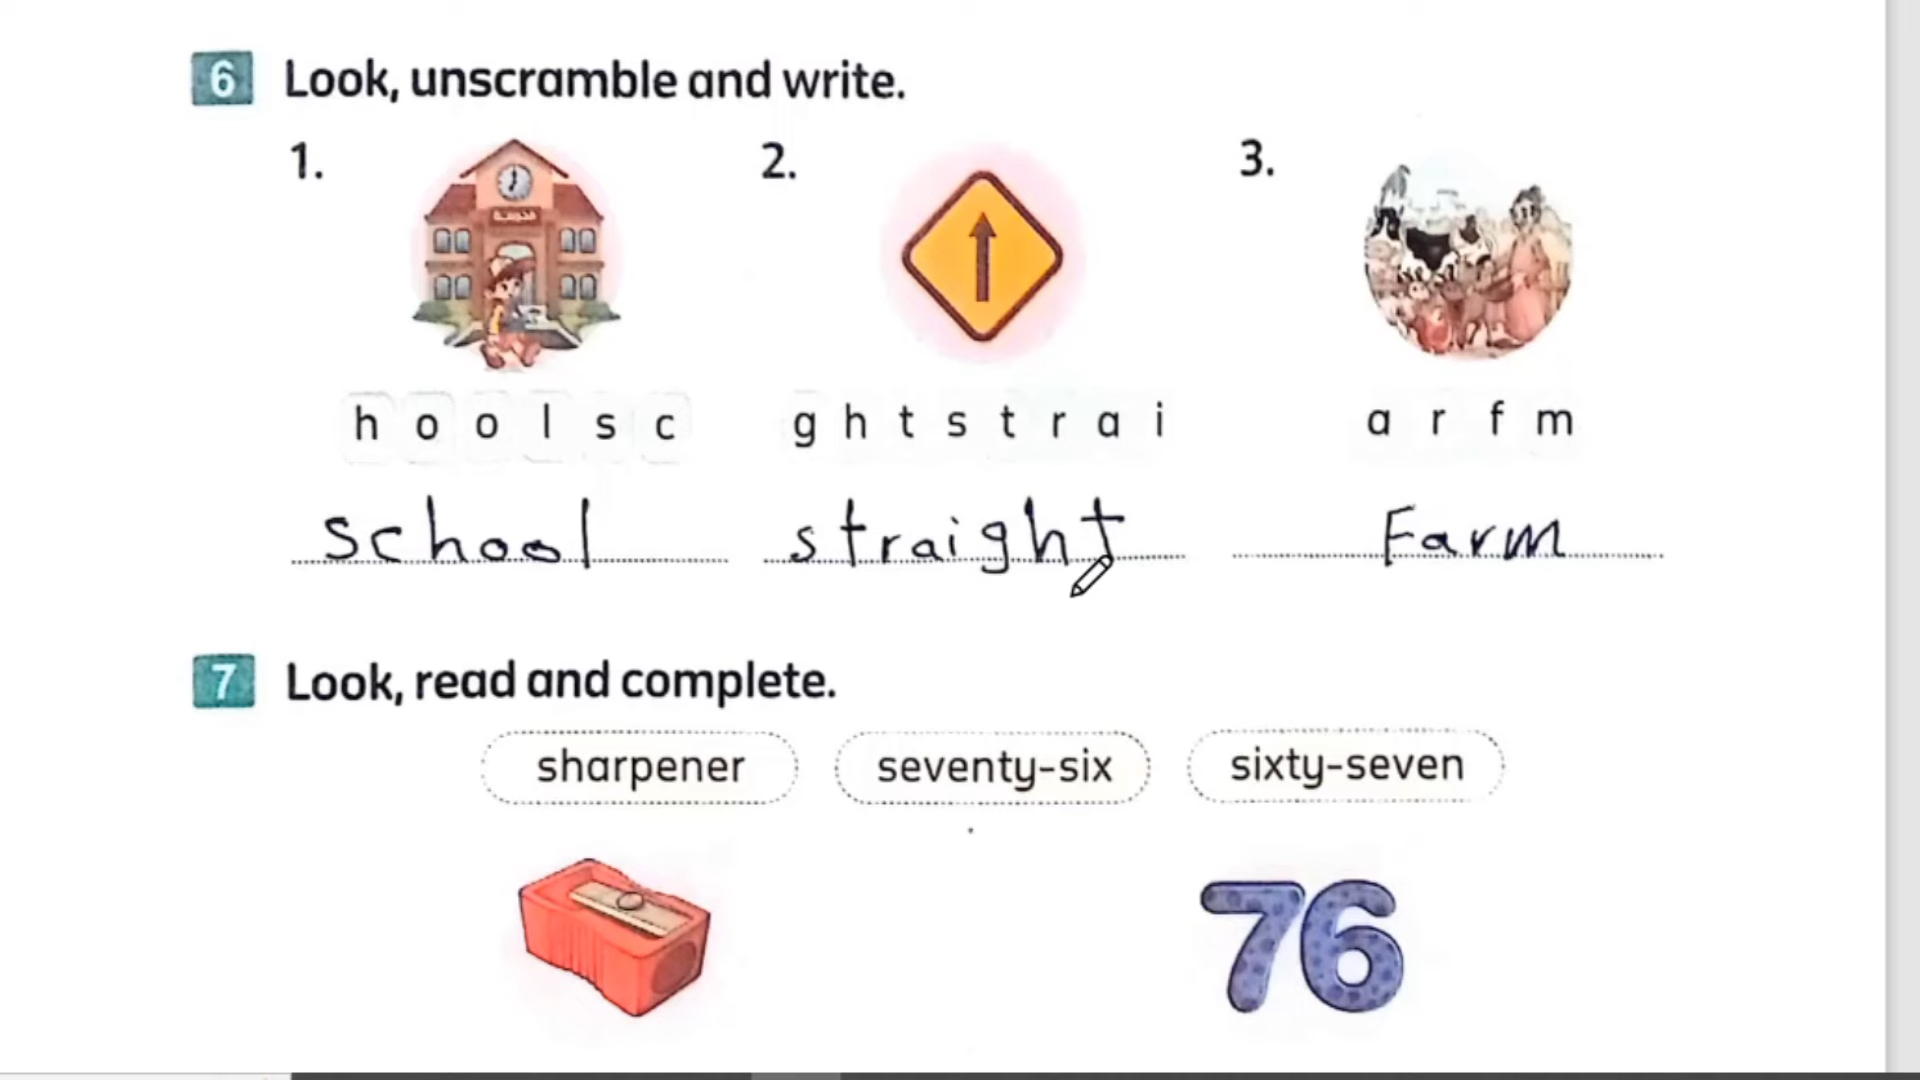 6 Look, unscramble and write.
1. 2. 3.
مدرسة
h o o l s c g h t s t r a i a r f m
school straight Farm
7 Look, read and complete.
sharpener seventy-six sixty-seven
76